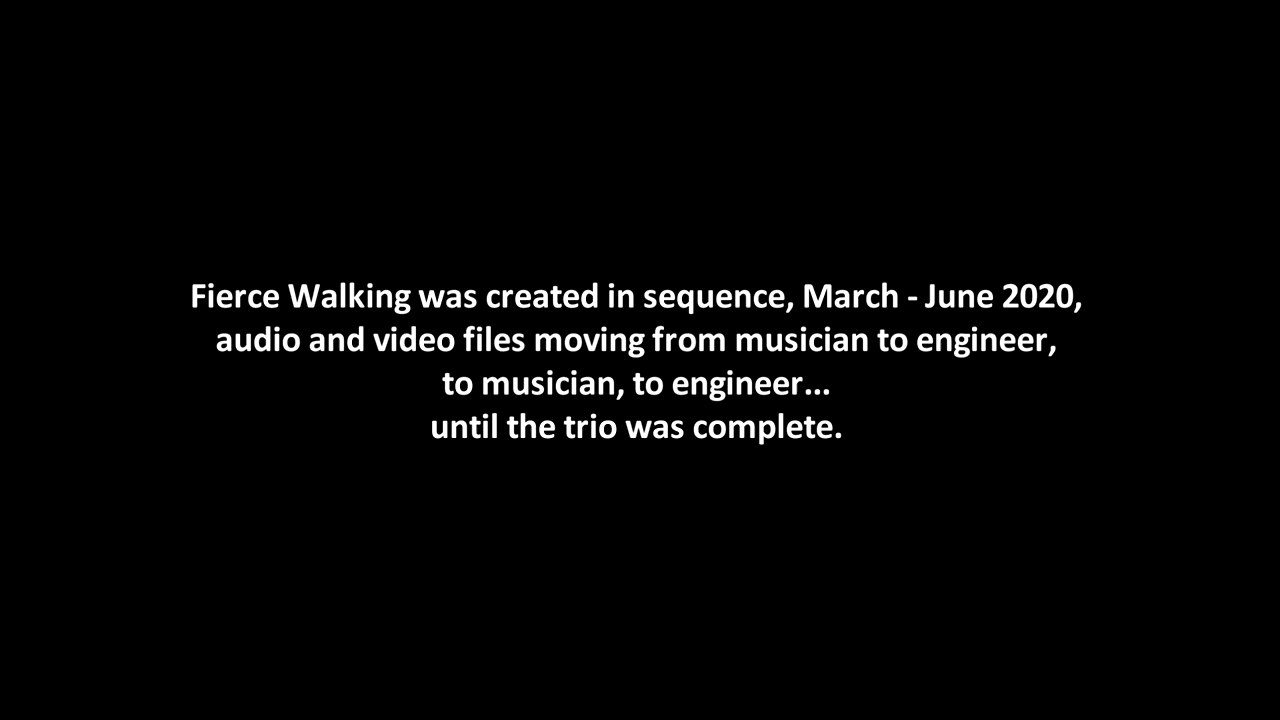 Fierce Walking was created in sequence, March - June 2020,
audio and video files moving from musician to engineer,
to musician, to engineer...
until the trio was complete.